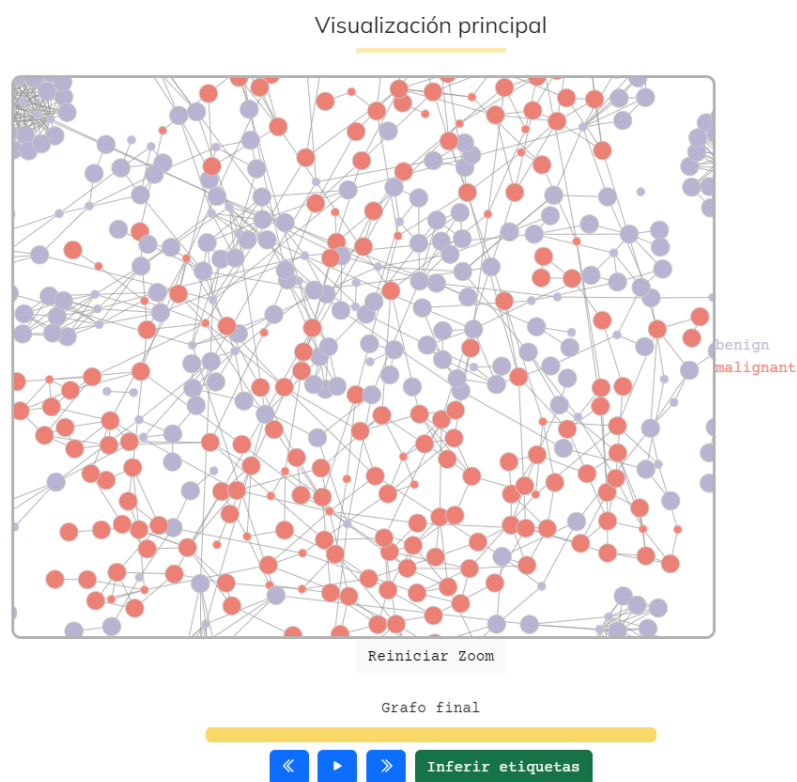 Visualización principal
benign
malignant
Reiniciar Zoom
Grafo final
Inferir etiquetas